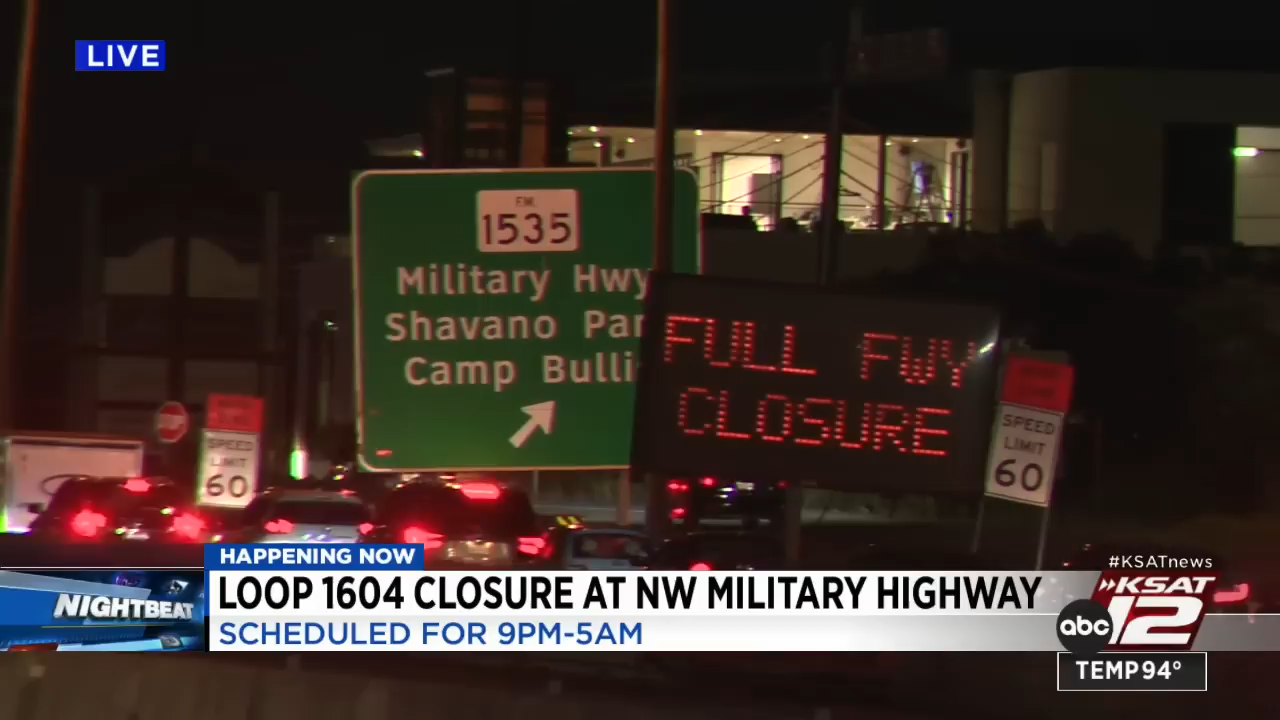 LIVE
FM
1535
Military Hwy
Shavano Par
Camp Bulli
FULL FWY
CLOSURE
SPEED
LIMIT
60
SPEED
LIMIT
60
HAPPENING NOW
LOOP 1604 CLOSURE AT NW MILITARY HIGHWAY
SCHEDULED FOR 9PM-5AM
NIGHTBEAT
#KSATnews
KSAT
abc 12
TEMP 94°